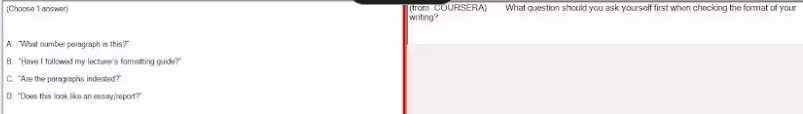 (Choose 1 answer)
A. "What number paragraph is this?"
B. "Have I followed my lecturer's formatting guide?"
C. "Are the paragraphs indented?"
D. "Does this look like an essay/report?"
(from COURSERA) What question should you ask yourself first when checking the format of your
writing?